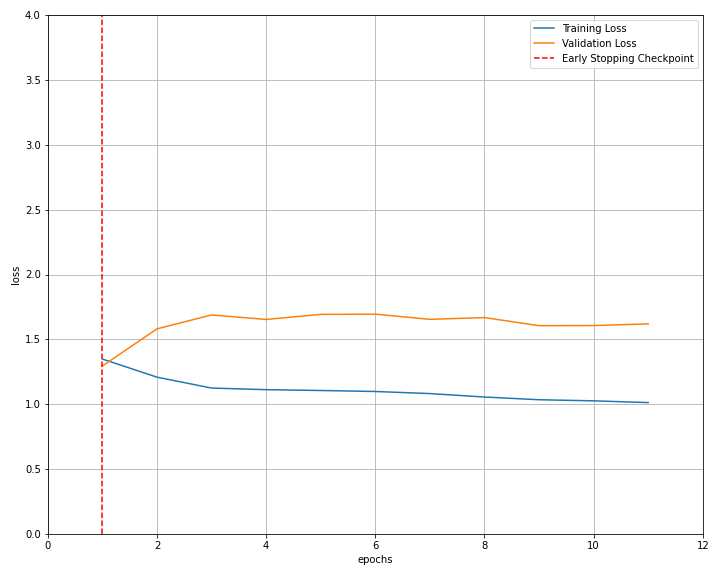 4.0
3.5
3.0
2.5
2.0
1.5
1.0
0.5
0.0
loss
0 2 4 6 8 10 12
epochs
Training Loss
Validation Loss
Early Stopping Checkpoint